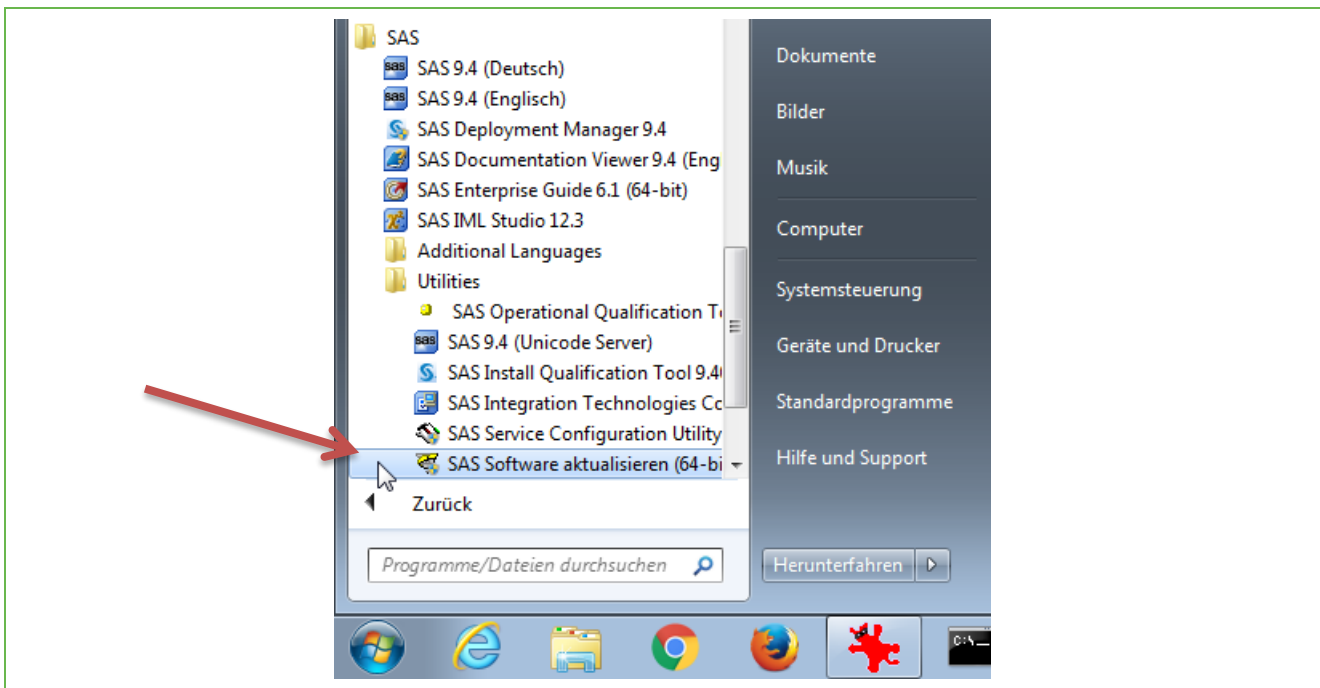 SAS
SAS 9.4 (Deutsch)
SAS 9.4 (Englisch)
SAS Deployment Manager 9.4
SAS Documentation Viewer 9.4 (Eng
SAS Enterprise Guide 6.1 (64-bit)
SAS IML Studio 12.3
Additional Languages
Utilities
SAS Operational Qualification T
SAS 9.4 (Unicode Server)
SAS Install Qualification Tool 9.4
SAS Integration Technologies Co
SAS Service Configuration Utility
SAS Software aktualisieren (64-bi
Zurück
Programme/Dateien durchsuchen
Dokumente
Bilder
Musik
Computer
Systemsteuerung
Geräte und Drucker
Standardprogramme
Hilfe und Support
Herunterfahren
C:\